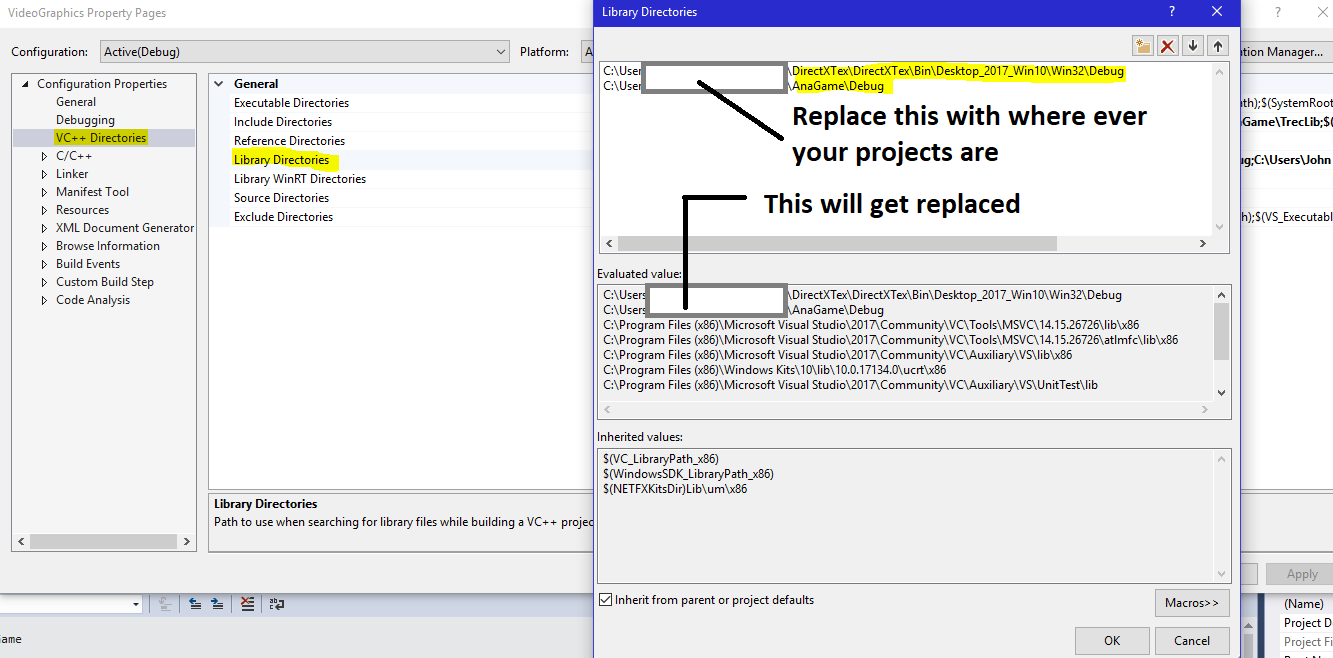 VideoGraphics Property Pages
?
Configuration: Active(Debug) Platform: A
tion Manager...
Configuration Properties
General
Debugging
VC++ Directories
C/C++
Linker
Manifest Tool
Resources
XML Document Generator
Browse Information
Build Events
Custom Build Step
Code Analysis
General
Executable Directories
Include Directories
Reference Directories
Library Directories
Library WinRT Directories
Source Directories
Exclude Directories
Library Directories
Path to use when searching for library files while building a VC++ projec
Library Directories
?
C:\User \DirectXTex\DirectXTex\Bin\Desktop_2017_Win10\Win32\Debug
C:\User \AnaGame\Debug
Replace this with where ever
your projects are
This will get replaced
Evaluated value:
C:\Users \DirectXTex\DirectXTex\Bin\Desktop_2017_Win10\Win32\Debug
C:\Users \AnaGame\Debug
C:\Program Files (x86)\Microsoft Visual Studio\2017\Community\VC\Tools\MSVC\14.15.26726\lib\x86
C:\Program Files (x86)\Microsoft Visual Studio\2017\Community\VC\Tools\MSVC\14.15.26726\atlmfc\lib\x86
C:\Program Files (x86)\Microsoft Visual Studio\2017\Community\VC\Auxiliary\VS\lib\x86
C:\Program Files (x86)\Windows Kits\10\lib\10.0.17134.0\ucrt\x86
C:\Program Files (x86)\Microsoft Visual Studio\2017\Community\VC\Auxiliary\VS\UnitTest\lib
Inherited values:
$(VC_LibraryPath_x86)
$(WindowsSDK_LibraryPath_x86)
$(NETFXKitsDir)Lib\um\x86
Inherit from parent or project defaults
Macros>>
OK Cancel
th);$(SystemRoot
Game\TrecLib;$(
ug;C:\Users\John
h);$(VS_Executabl
Apply
(Name)
Project D
Project Fi
ame